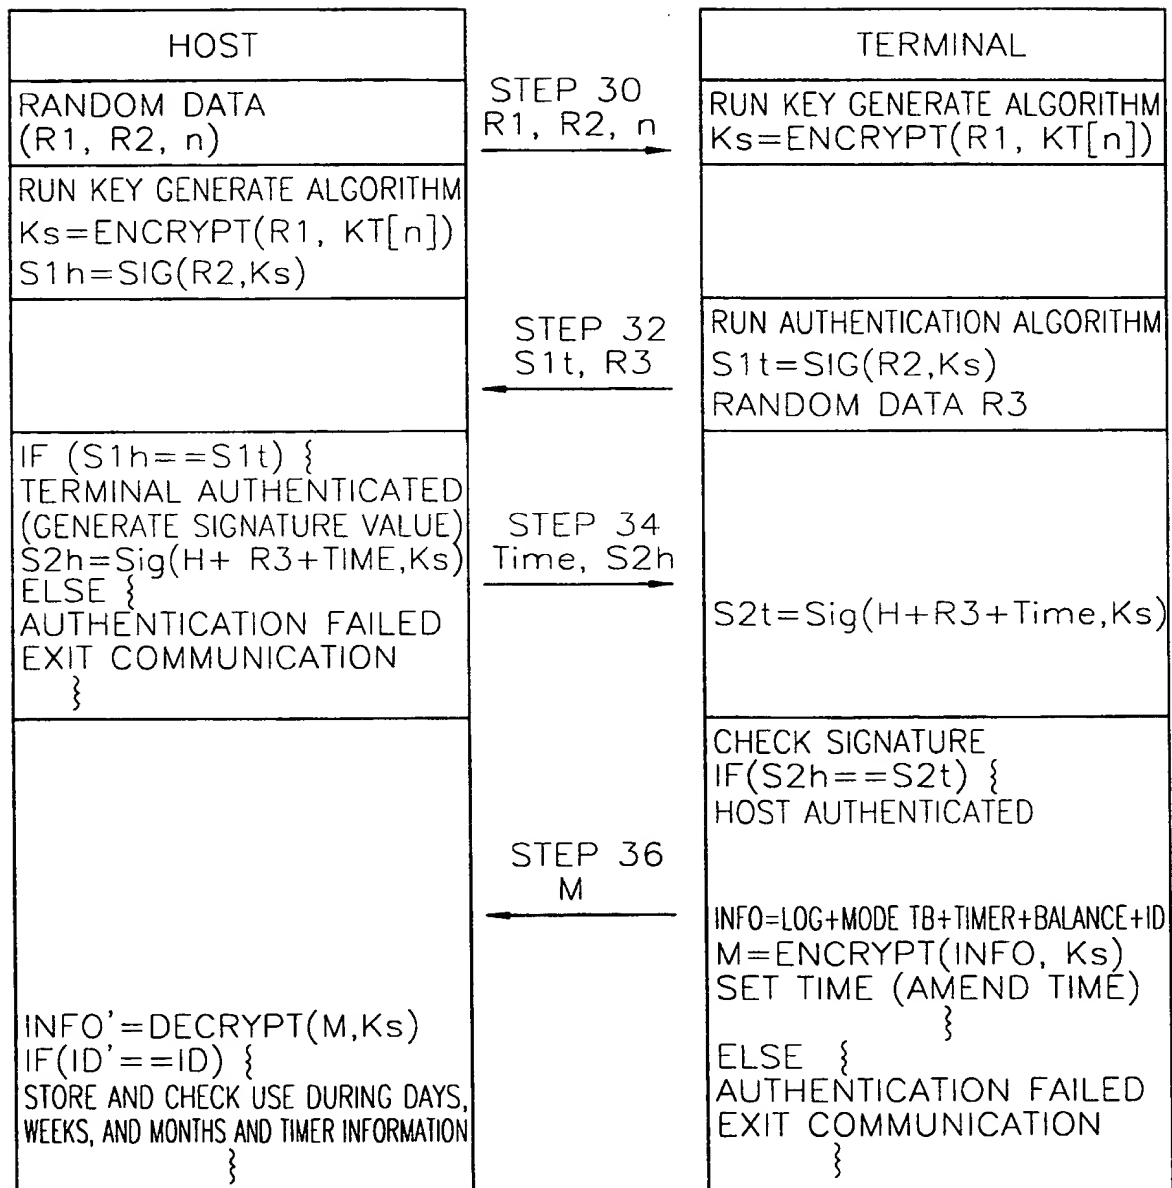 HOST
TERMINAL
RANDOM DATA
(R1, R2, n)
STEP 30
R1, R2, n
RUN KEY GENERATE ALGORITHM
Ks=ENCRYPT(R1, KT[n])
RUN KEY GENERATE ALGORITHM
Ks=ENCRYPT(R1, KT[n])
S1h=SIG(R2,Ks)
STEP 32
S1t, R3
RUN AUTHENTICATION ALGORITHM
S1t=SIG(R2,Ks)
RANDOM DATA R3
IF (S1h==S1t) {
TERMINAL AUTHENTICATED
(GENERATE SIGNATURE VALUE)
S2h=Sig(H+ R3+TIME,Ks)
ELSE {
AUTHENTICATION FAILED
EXIT COMMUNICATION
}
STEP 34
Time, S2h
S2t=Sig(H+R3+Time,Ks)
CHECK SIGNATURE
IF(S2h==S2t) {
HOST AUTHENTICATED
STEP 36
M
INFO=LOG+MODE TB+TIMER+BALANCE+ID
M=ENCRYPT(INFO, Ks)
SET TIME (AMEND TIME)
}
ELSE {
AUTHENTICATION FAILED
EXIT COMMUNICATION
}
INFO'=DECRYPT(M,Ks)
IF(ID'==ID) {
STORE AND CHECK USE DURING DAYS,
WEEKS, AND MONTHS AND TIMER INFORMATION
}